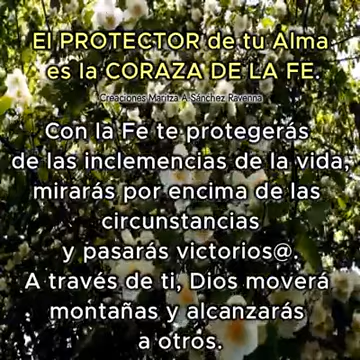 El PROTECTOR de tu Alma
es la CORAZA DE LA FE.
Creaciones Maritza A Sánchez Ravenna
Con la Fe te protegerás
de las inclemencias de la vida,
mirarás por encima de las
circunstancias
y pasarás victorios@.
A través de ti, Dios moverá
montañas y alcanzarás
a otros.